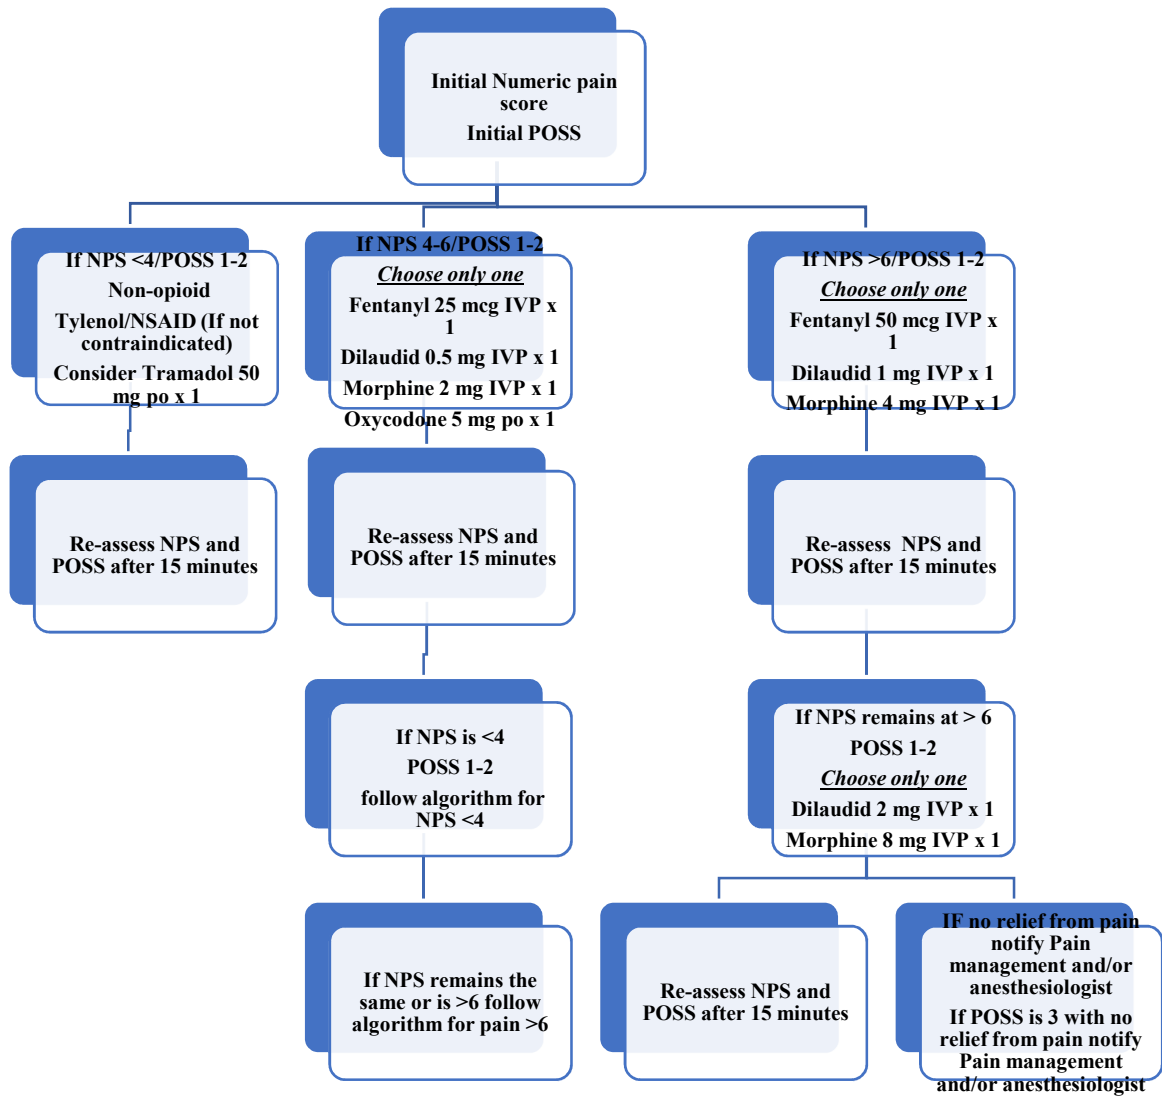 Initial Numeric pain
score
Initial POSS
If NPS <4/POSS 1-2
Non-opioid
Tylenol/NSAID (If not
contraindicated)
Consider Tramadol 50
mg po x 1
If NPS 4-6/POSS 1-2
Choose only one
Fentanyl 25 mcg IVP x
1
Dilaudid 0.5 mg IVP x 1
Morphine 2 mg IVP x 1
Oxycodone 5 mg po x 1
If NPS >6/POSS 1-2
Choose only one
Fentanyl 50 mcg IVP x
1
Dilaudid 1 mg IVP x 1
Morphine 4 mg IVP x 1
Re-assess NPS and
POSS after 15 minutes
Re-assess NPS and
POSS after 15 minutes
Re-assess NPS and
POSS after 15 minutes
If NPS is <4
POSS 1-2
follow algorithm for
NPS <4
If NPS remains at > 6
POSS 1-2
Choose only one
Dilaudid 2 mg IVP x 1
Morphine 8 mg IVP x 1
If NPS remains the
same or is >6 follow
algorithm for pain >6
Re-assess NPS and
POSS after 15 minutes
IF no relief from pain
notify Pain
management and/or
anesthesiologist
If POSS is 3 with no
relief from pain notify
Pain management
and/or anesthesiologist